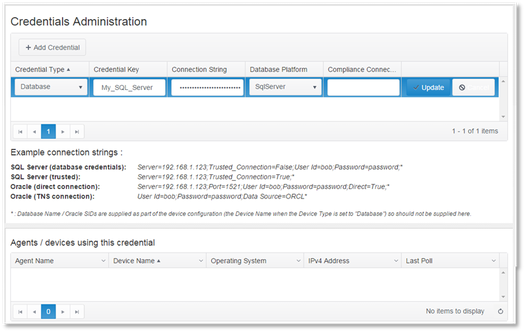 Credentials Administration
+ Add Credential
Credential Type ▲ Credential Key Connection String Database Platform Compliance Connec...
Database My_SQL_Server •••••••••••••••••••••••• SqlServer Update
1 1 - 1 of 1 items
Example connection strings :
SQL Server (database credentials): Server=192.168.1.123;Trusted_Connection=False;User Id=bob;Password=password;*
SQL Server (trusted): Server=192.168.1.123;Trusted_Connection=True;*
Oracle (direct connection): Server=192.168.1.123,Port=1521;User Id=bob;Password=password,Direct=True;*
Oracle (TNS connection): User Id=bob;Password=password;Data Source=ORCL*
* : Database Name / Oracle SIDs are supplied as part of the device configuration (the Device Name when the Device Type is set to "Database") so should not be supplied here.
Agents / devices using this credential
Agent Name Device Name ▲ Operating System IPv4 Address Last Poll
0 No items to display